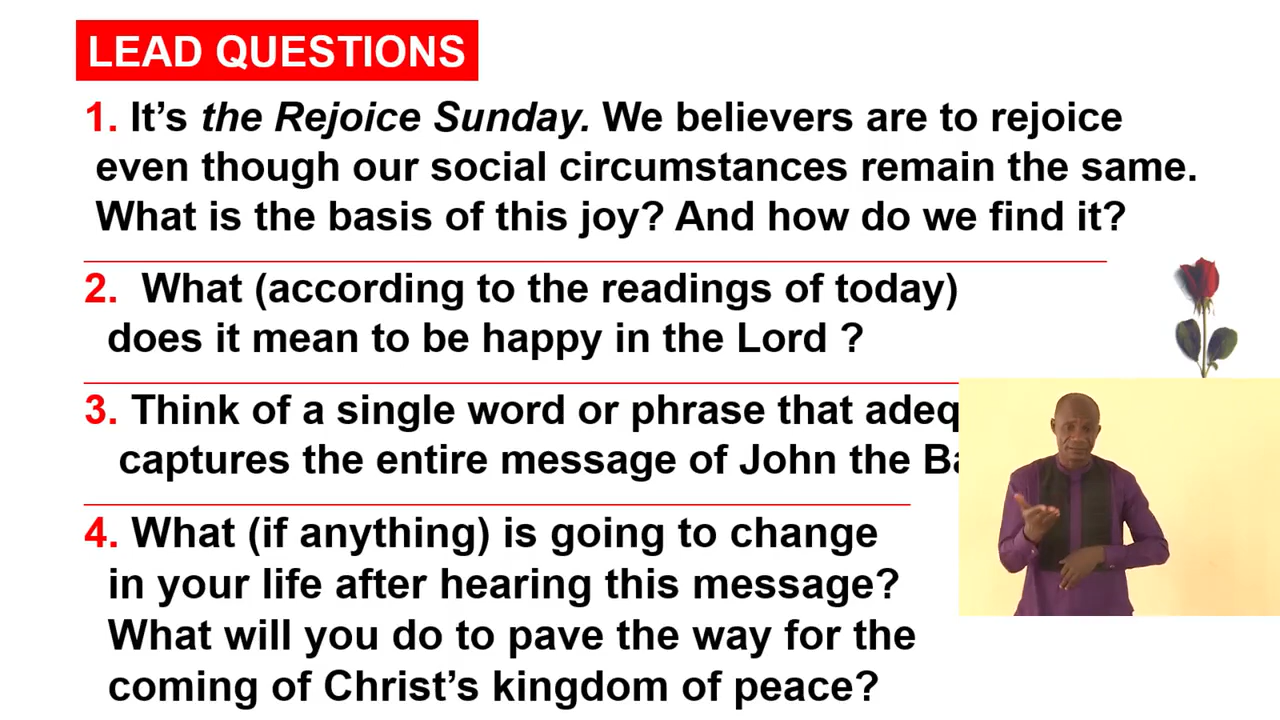 LEAD QUESTIONS
1. It’s the Rejoice Sunday. We believers are to rejoice
even though our social circumstances remain the same.
What is the basis of this joy? And how do we find it?
2. What (according to the readings of today)
does it mean to be happy in the Lord ?
3. Think of a single word or phrase that
captures the entire message of John the
4. What (if anything) is going to change
in your life after hearing this message?
What will you do to pave the way for the
coming of Christ’s kingdom of peace?